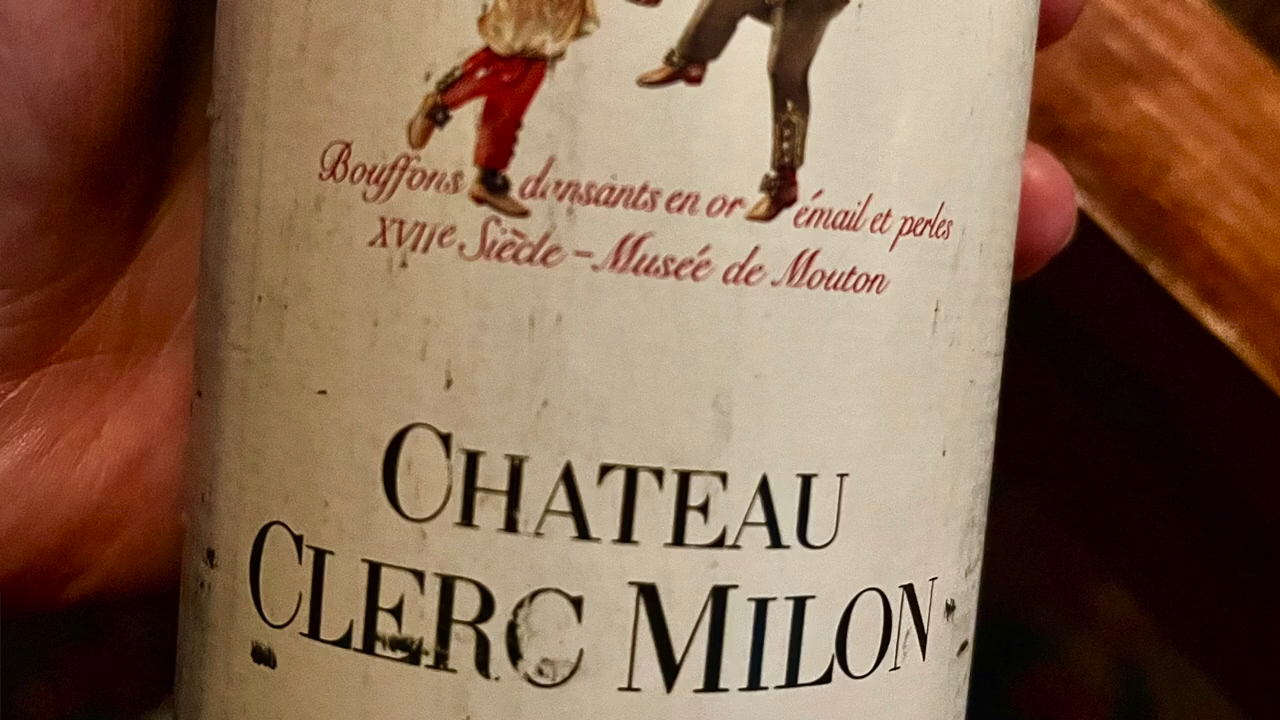 Bouffons dansants en or émail et perles
XVIIe Siècle - Musée de Mouton
CHATEAU
CLERC MILON